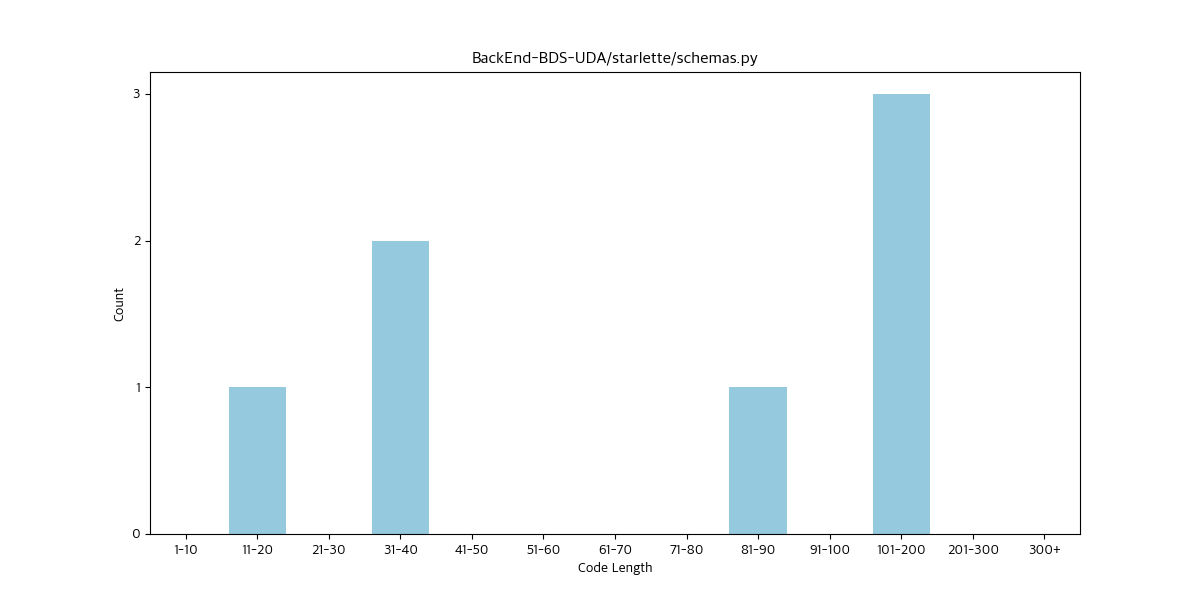 BackEnd-BDS-UDA/starlette/schemas.py
3
2
1
0
Count
1-10 11-20 21-30 31-40 41-50 51-60 61-70 71-80 81-90 91-100 101-200 201-300 300+
Code Length